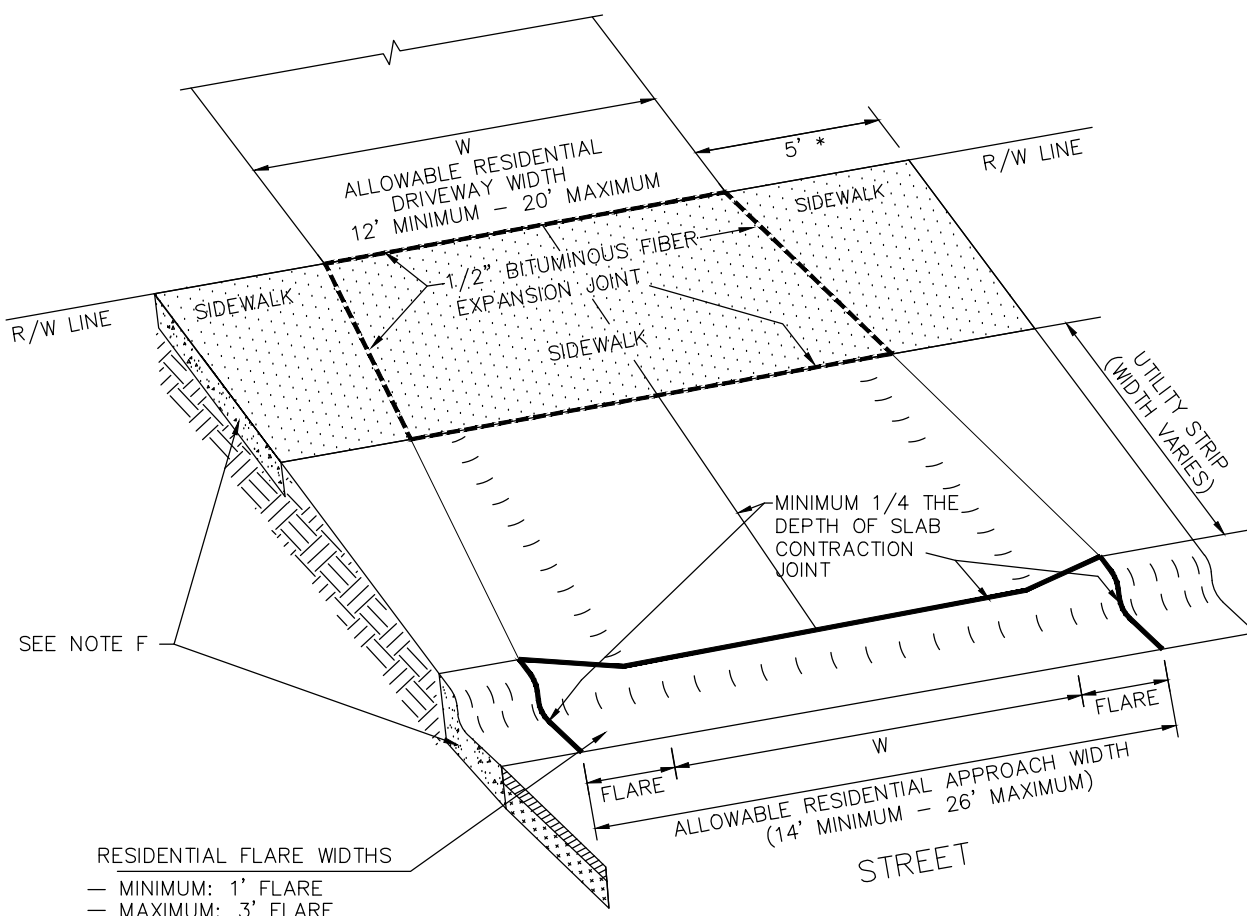 W
ALLOWABLE RESIDENTIAL
DRIVEWAY WIDTH
12' MINIMUM – 20' MAXIMUM
5' *
R/W LINE
SIDEWALK
1/2" BITUMINOUS FIBER
EXPANSION JOINT
SIDEWALK
R/W LINE
SIDEWALK
UTILITY STRIP
(WIDTH VARIES)
MINIMUM 1/4 THE
DEPTH OF SLAB
CONTRACTION
JOINT
SEE NOTE F
FLARE
W
FLARE
ALLOWABLE RESIDENTIAL APPROACH WIDTH
(14' MINIMUM – 26' MAXIMUM)
STREET
RESIDENTIAL FLARE WIDTHS
– MINIMUM: 1' FLARE
– MAXIMUM: 3' FLARE